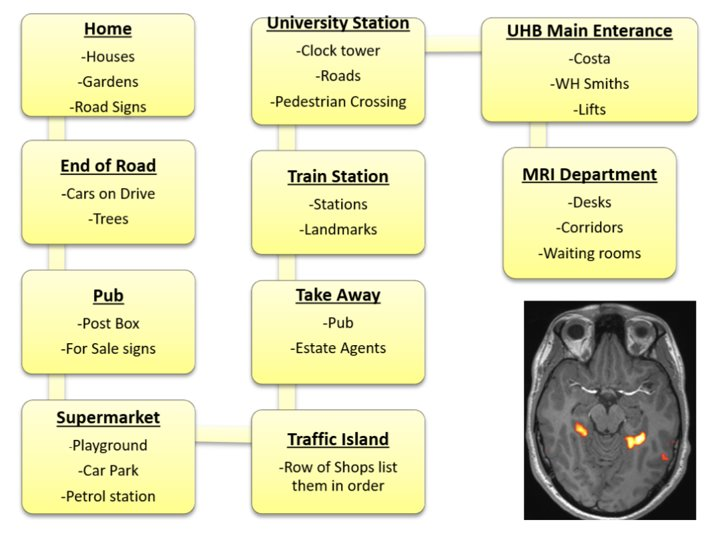 Home
-Houses
-Gardens
-Road Signs
End of Road
-Cars on Drive
-Trees
Pub
-Post Box
-For Sale signs
Supermarket
-Playground
-Car Park
-Petrol station
Traffic Island
-Row of Shops list
them in order
Take Away
-Pub
-Estate Agents
Train Station
-Stations
-Landmarks
University Station
-Clock tower
-Roads
-Pedestrian Crossing
UHB Main Enterance
-Costa
-WH Smiths
-Lifts
MRI Department
-Desks
-Corridors
-Waiting rooms